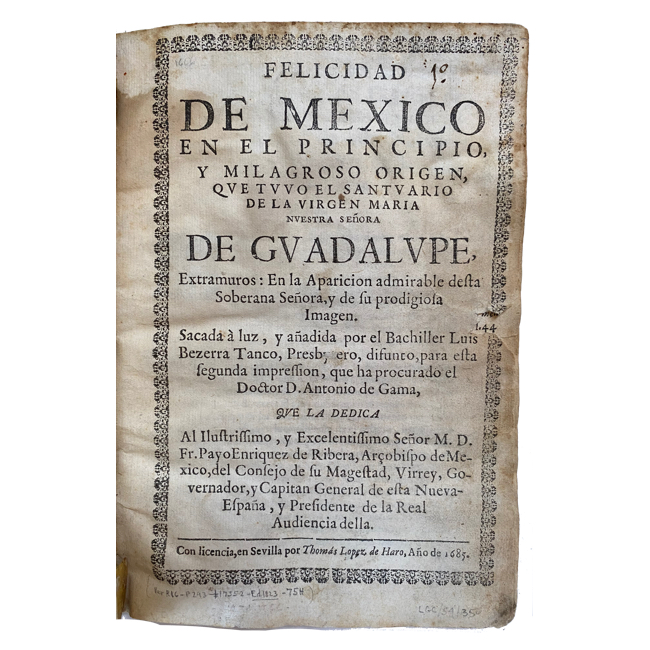 FELICIDAD 1º
DE MEXICO
EN EL PRINCIPIO,
Y MILAGROSO ORIGEN,
QVE TVVO EL SANTVARIO
DE LA VIRGEN MARIA
NVESTRA SEñORA
DE GVADALVPE,
Extramuros: En la Aparicion admirable desta
Soberana Señora, y de su prodigiosa
Imagen.
Sacada à luz, y añadida por el Bachiller Luis
Bezerra Tanco, Presb, ero, difunto, para esta
segunda impression, que ha procurado el
Doctor D. Antonio de Gama,
QVE LA DEDICA
Al Ilustrissimo, y Excelentissimo Señor M. D.
Fr. Payo Enriquez de Ribera, Arçobispo de Me-
xico, del Consejo de su Magestad, Virrey, Go-
vernador, y Capitan General de esta Nueva-
España, y Presidente de la Real
Audiencia della.
Con licencia, en Sevilla por Thomás Lopez de Haro, Año de 1685.